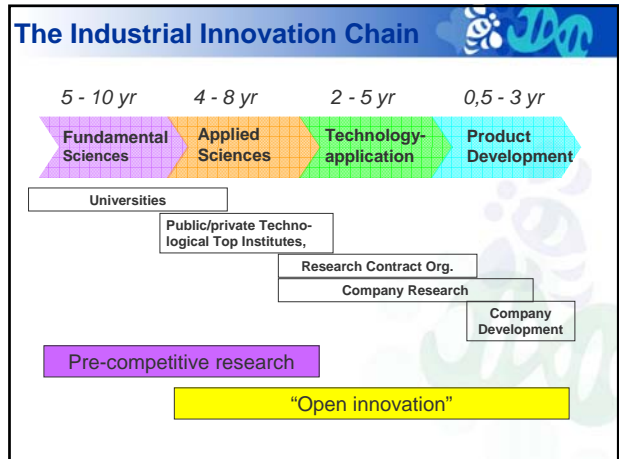 The Industrial Innovation Chain
5 - 10 yr
4 - 8 yr
2 - 5 yr
0,5 - 3 yr
Fundamental
Sciences
Applied
Sciences
Technology-
application
Product
Development
Universities
Public/private Techno-
logical Top Institutes,
Research Contract Org.
Company Research
Company
Development
Pre-competitive research
“Open innovation”